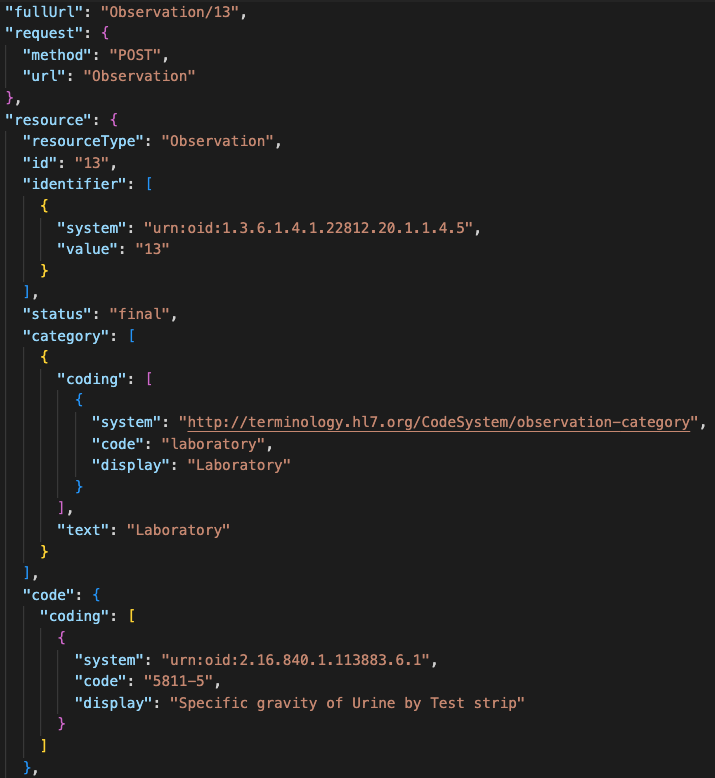 "fullUrl": "Observation/13",
"request": {
  "method": "POST",
  "url": "Observation"
},
"resource": {
  "resourceType": "Observation",
  "id": "13",
  "identifier": [
    {
      "system": "urn:oid:1.3.6.1.4.1.22812.20.1.1.4.5",
      "value": "13"
    }
  ],
  "status": "final",
  "category": [
    {
      "coding": [
        {
          "system": "http://terminology.hl7.org/CodeSystem/observation-category",
          "code": "laboratory",
          "display": "Laboratory"
        }
      ],
      "text": "Laboratory"
    }
  ],
  "code": {
    "coding": [
      {
        "system": "urn:oid:2.16.840.1.113883.6.1",
        "code": "5811-5",
        "display": "Specific gravity of Urine by Test strip"
      }
    ]
  },